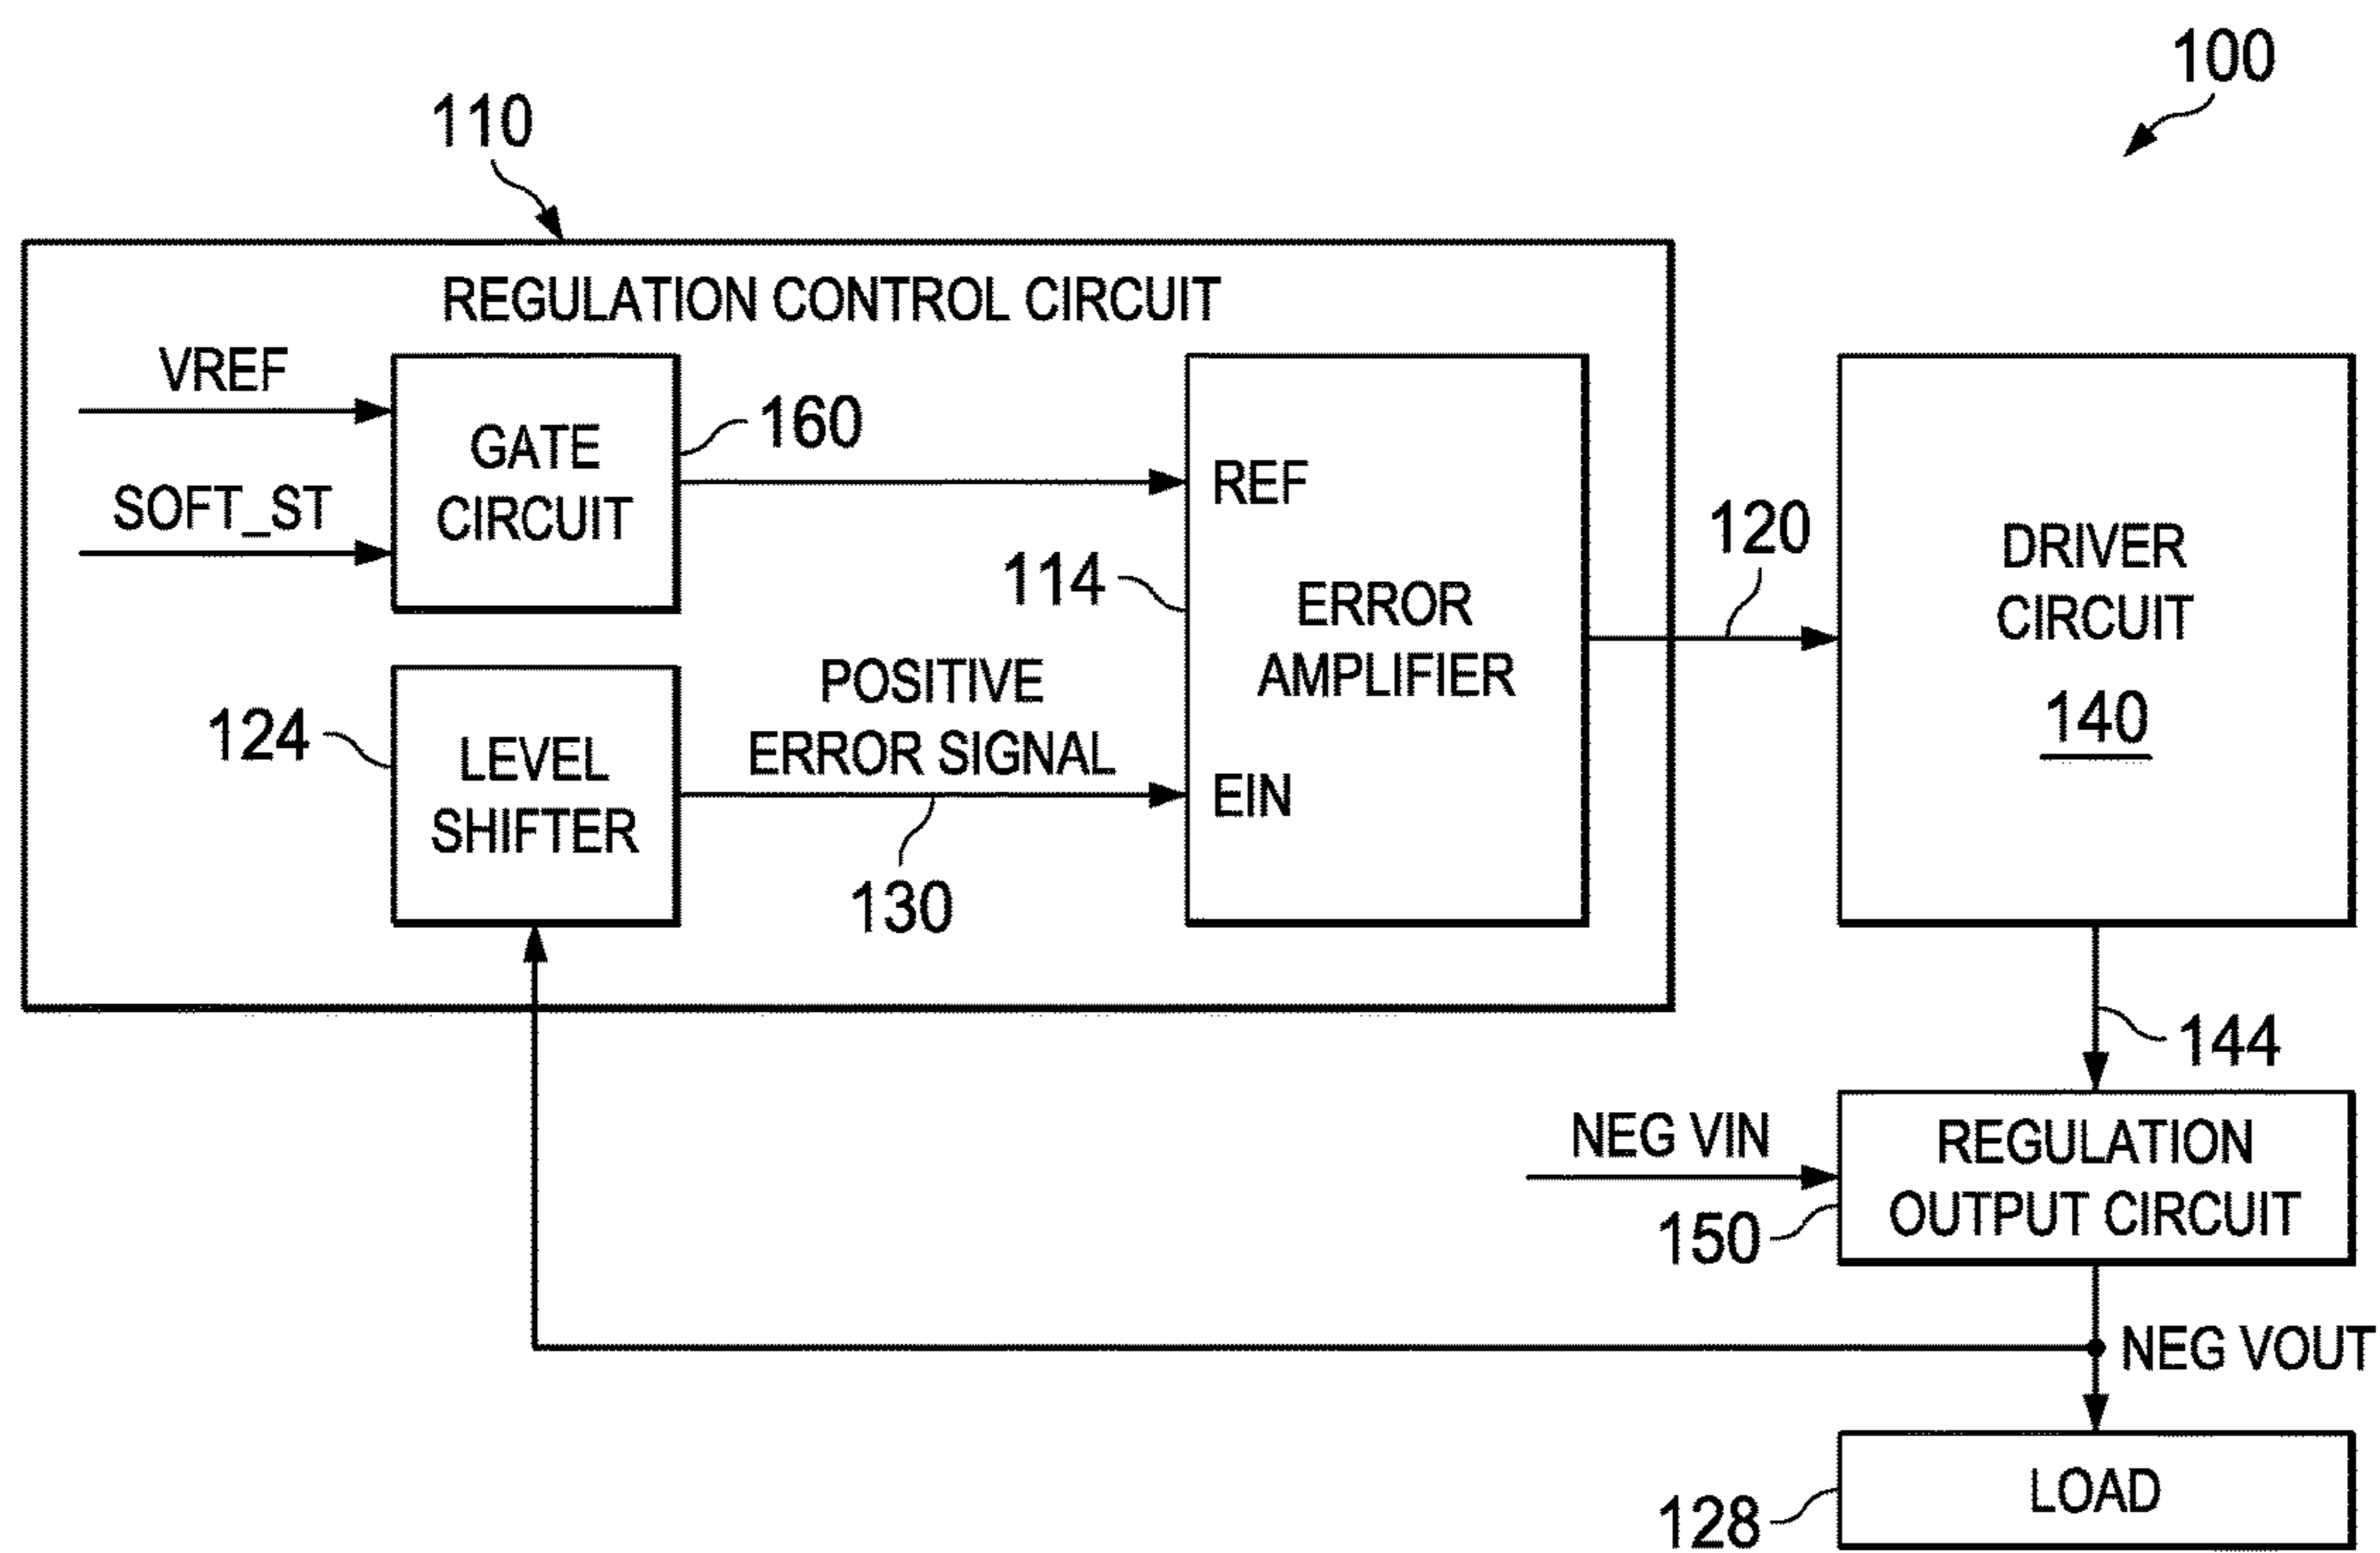 100
110
REGULATION CONTROL CIRCUIT
VREF
SOFT_ST
GATE
CIRCUIT
160
REF
114
ERROR
AMPLIFIER
EIN
120
DRIVER
CIRCUIT
140
124
LEVEL
SHIFTER
POSITIVE
ERROR SIGNAL
130
144
NEG VIN
150
REGULATION
OUTPUT CIRCUIT
NEG VOUT
128
LOAD